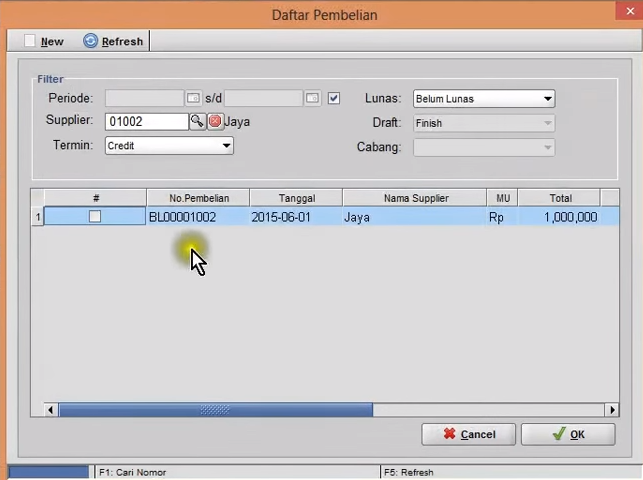 Daftar Pembelian
New Refresh
Filter
Periode: s/d Lunas: Belum Lunas
Supplier: 01002 Jaya Draft: Finish
Termin: Credit Cabang:
# No.Pembelian Tanggal Nama Supplier MU Total
1 BL00001002 2015-06-01 Jaya Rp 1,000,000
Cancel OK
F1: Cari Nomor F5: Refresh